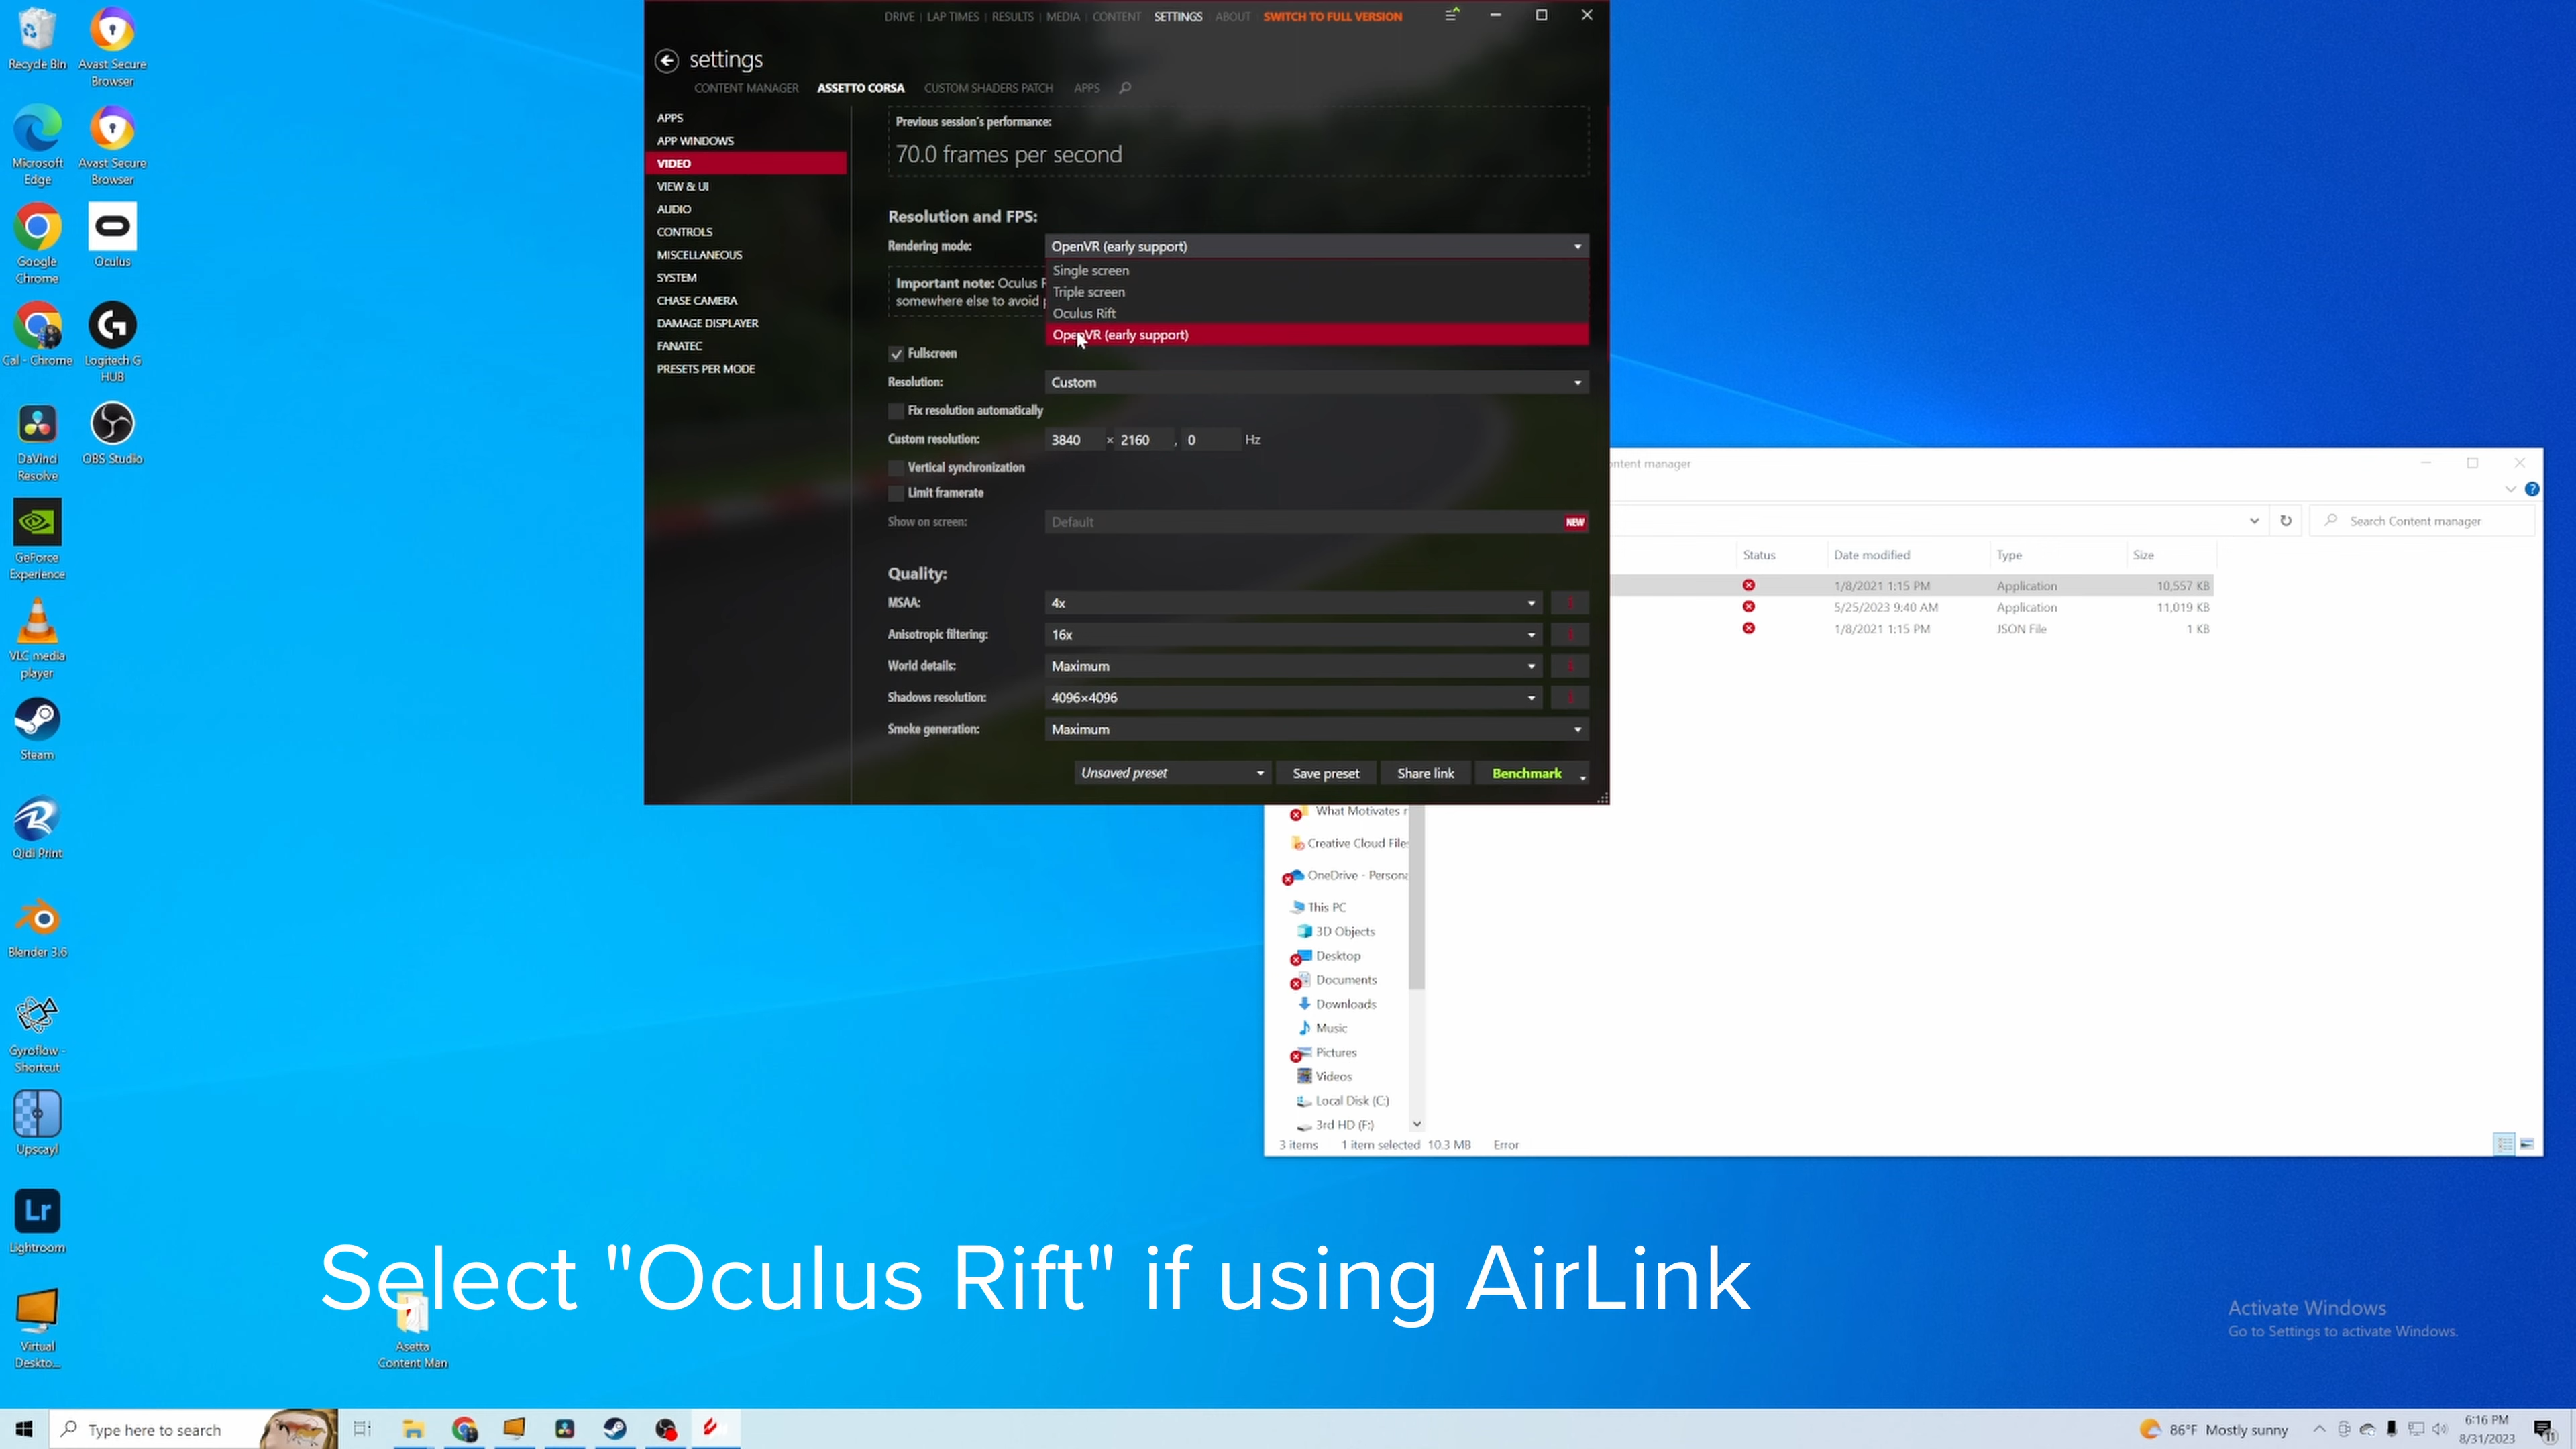 Recycle Bin
Avast Secure
Browser
Microsoft
Edge
Avast Secure
Browser
Google
Chrome
Oculus
Cal - Chrome
Logitech G
HUB
DaVinci
Resolve
OBS Studio
GeForce
Experience
VLC media
player
Steam
Qidi Print
Blender 3.6
Gyroflow -
Shortcut
Upscayl
Lr
Lightroom
Virtual
Deskto...
Asetta
Content Man
DRIVE | LAP TIMES | RESULTS | MEDIA | CONTENT | SETTINGS | ABOUT SWITCH TO FULL VERSION
settings
CONTENT MANAGER ASSETTO CORSA CUSTOM SHADERS PATCH APPS
APPS
APP WINDOWS
VIDEO
VIEW & UI
AUDIO
CONTROLS
MISCELLANEOUS
SYSTEM
CHASE CAMERA
DAMAGE DISPLAYER
FANATEC
PRESETS PER MODE
Previous session's performance:
70.0 frames per second
Resolution and FPS:
Rendering mode: OpenVR (early support)
Single screen
Triple screen
Oculus Rift
OpenVR (early support)
Important note: Oculus R
somewhere else to avoid p
Fullscreen
Resolution: Custom
Fix resolution automatically
Custom resolution: 3840 × 2160 , 0 Hz
Vertical synchronization
Limit framerate
Show on screen: Default NEW
Quality:
MSAA: 4x
Anisotropic filtering: 16x
World details: Maximum
Shadows resolution: 4096×4096
Smoke generation: Maximum
Unsaved preset Save preset Share link Benchmark
ontent manager
Search Content manager
Status Date modified Type Size
1/8/2021 1:15 PM Application 10,557 KB
5/25/2023 9:40 AM Application 11,019 KB
1/8/2021 1:15 PM JSON File 1 KB
What Motivates r
Creative Cloud File
OneDrive - Persona
This PC
3D Objects
Desktop
Documents
Downloads
Music
Pictures
Videos
Local Disk (C:)
3rd HD (F:)
3 items 1 item selected 10.3 MB Error
Select "Oculus Rift" if using AirLink
Activate Windows
Go to Settings to activate Windows.
Type here to search
86°F Mostly sunny
6:16 PM
8/31/2023
11